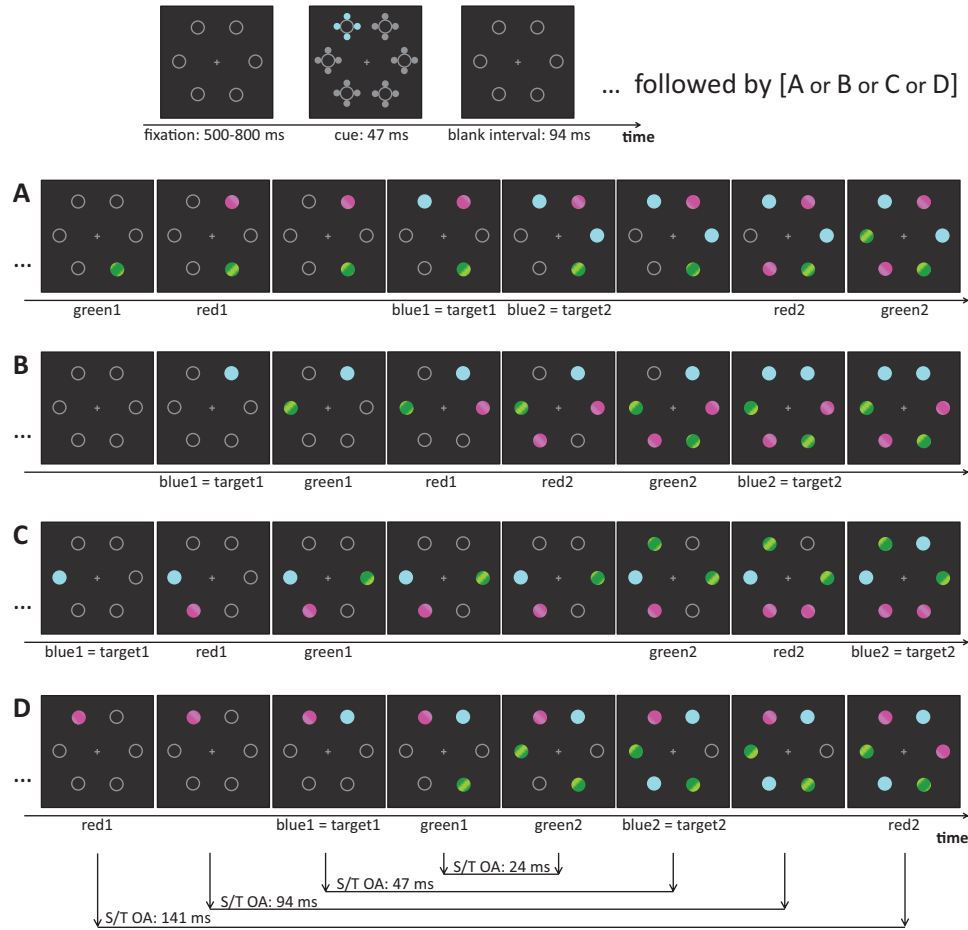 ... followed by [A or B or C or D]
fixation: 500-800 ms cue: 47 ms blank interval: 94 ms time
A
...
green1 red1 blue1 = target1 blue2 = target2 red2 green2
B
...
blue1 = target1 green1 red1 red2 green2 blue2 = target2
C
...
blue1 = target1 red1 green1 green2 red2 blue2 = target2
D
...
red1 blue1 = target1 green1 green2 blue2 = target2 red2
time
S/T OA: 24 ms
S/T OA: 47 ms
S/T OA: 94 ms
S/T OA: 141 ms